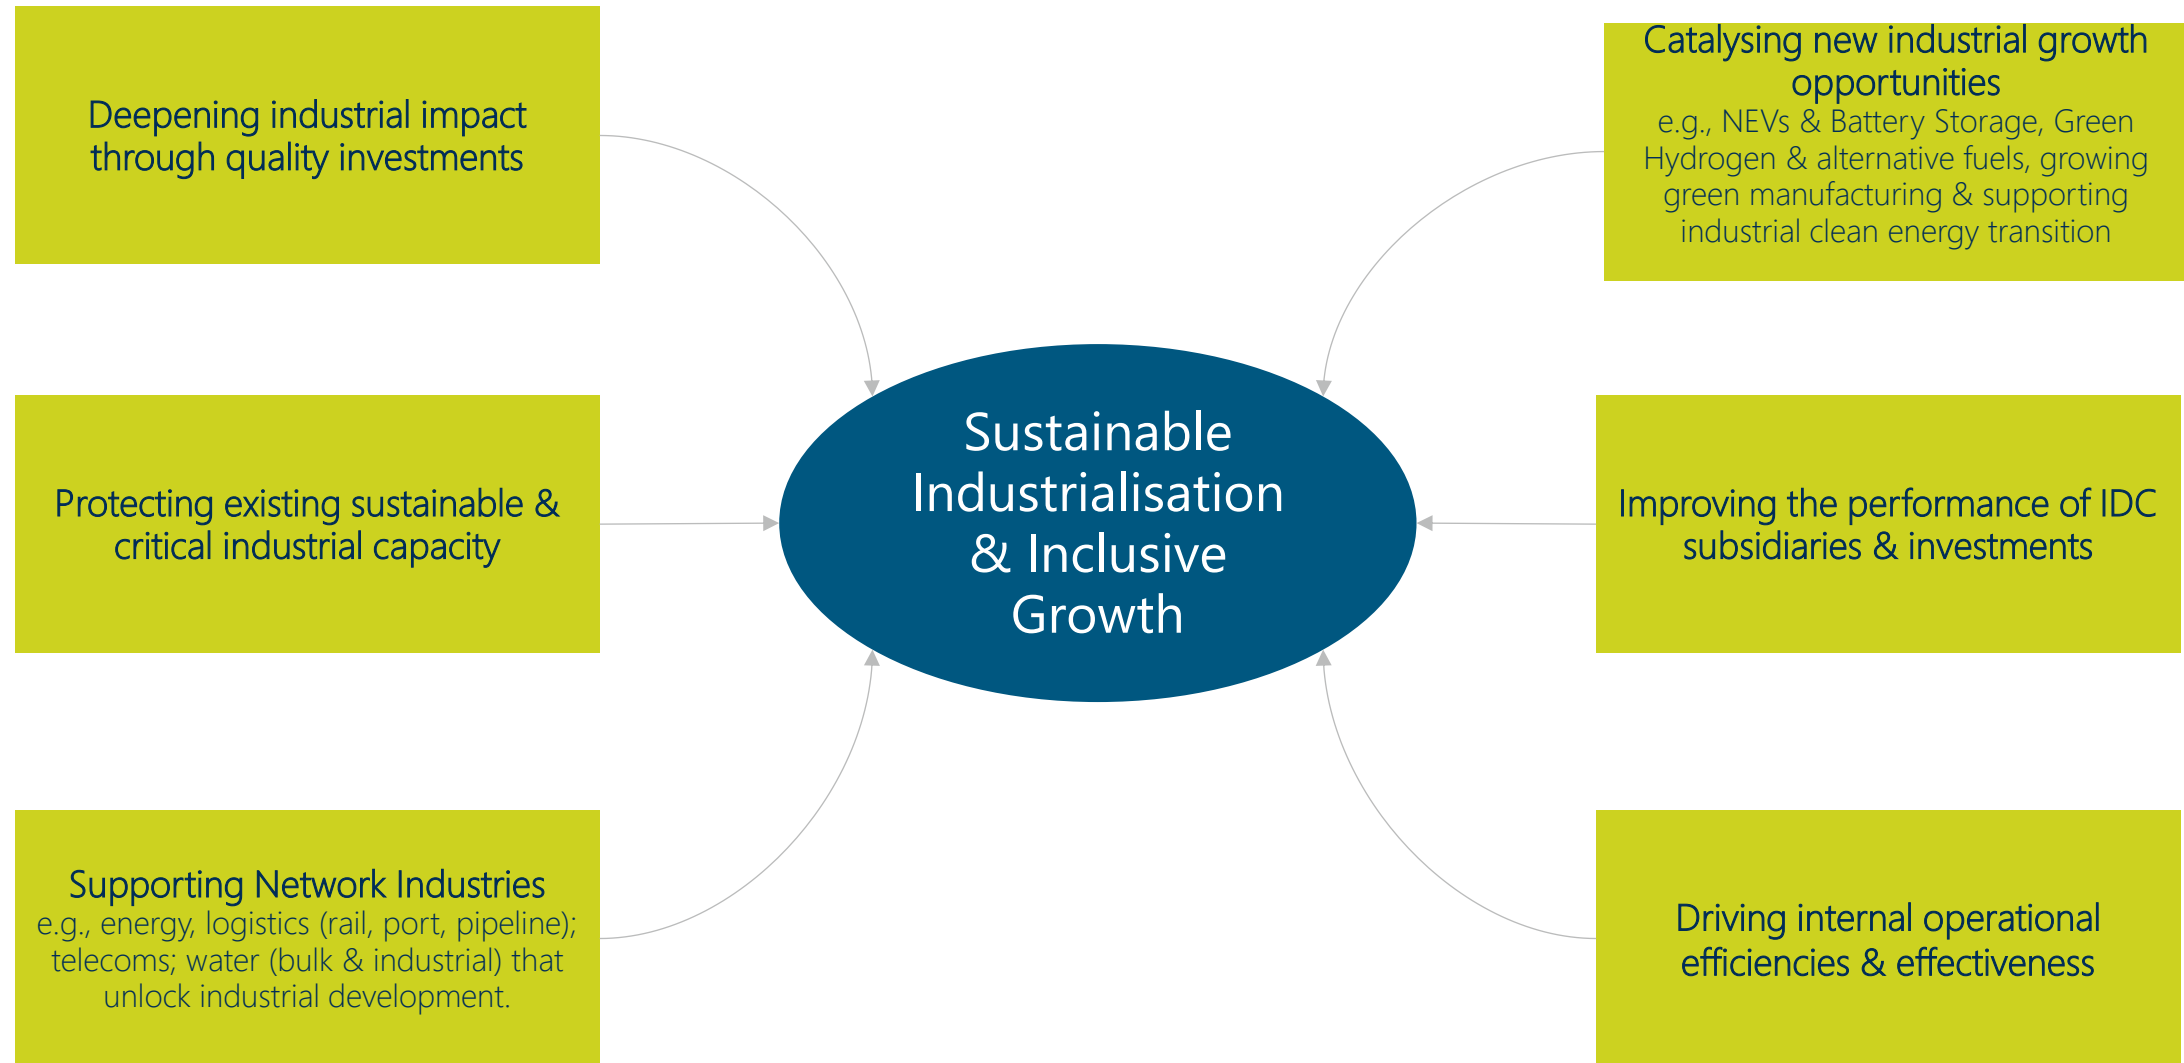 Deepening industrial impact
through quality investments
Catalysing new industrial growth
opportunities
e.g., NEVs & Battery Storage, Green
Hydrogen & alternative fuels, growing
green manufacturing & supporting
industrial clean energy transition
Protecting existing sustainable &
critical industrial capacity
Sustainable
Industrialisation
& Inclusive
Growth
Improving the performance of IDC
subsidiaries & investments
Supporting Network Industries
e.g., energy, logistics (rail, port, pipeline);
telecoms; water (bulk & industrial) that
unlock industrial development.
Driving internal operational
efficiencies & effectiveness